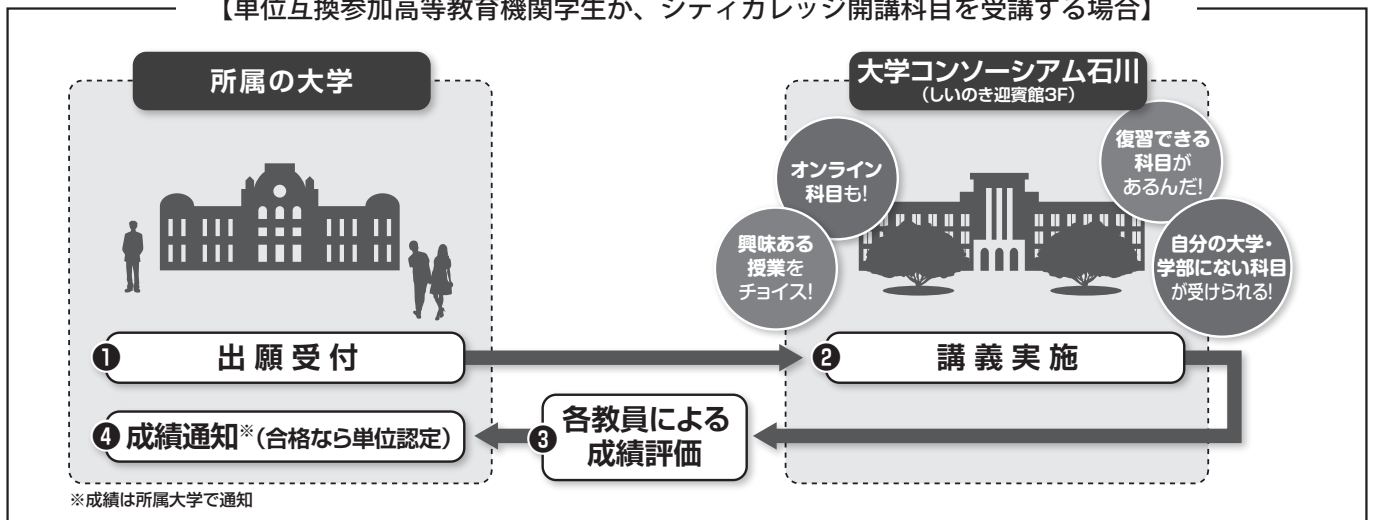 【単位互換参加高等教育機関学生が、シティカレッジ開講科目を受講する場合】
所属の大学
大学コンソーシアム石川
(しいのき迎賓館3F)
オンライン
科目も!
復習できる
科目が
あるんだ!
興味ある
授業を
チョイス!
自分の大学・
学部にない科目
が受けられる!
❶ 出願受付
❷ 講義実施
❸ 各教員による
成績評価
❹ 成績通知※(合格なら単位認定)
※成績は所属大学で通知